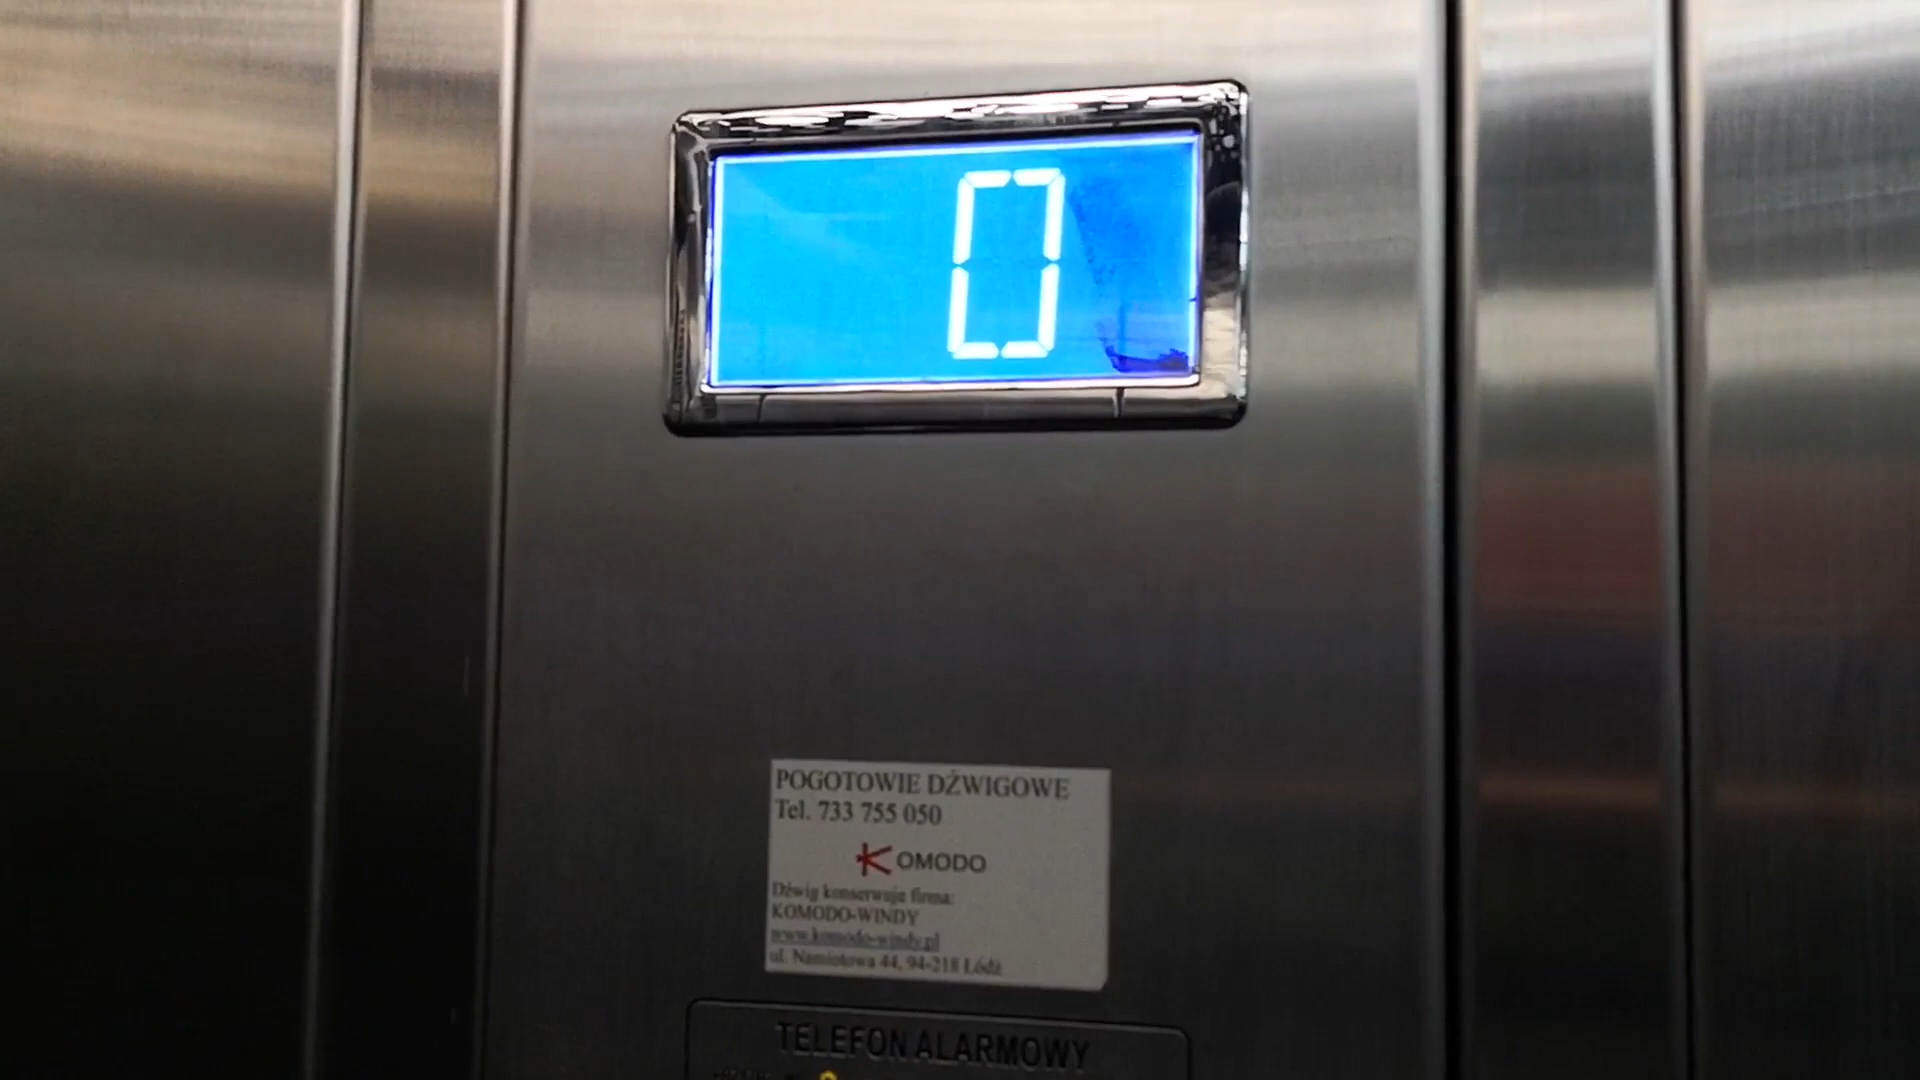 0
POGOTOWIE DŹWIGOWE
Tel. 733 755 050
KOMODO
Dźwig konserwuje firma:
KOMODO-WINDY
www.komodo-windy.pl
ul. Namiotowa 44, 94-218 Łódź
TELEFON ALARMOWY